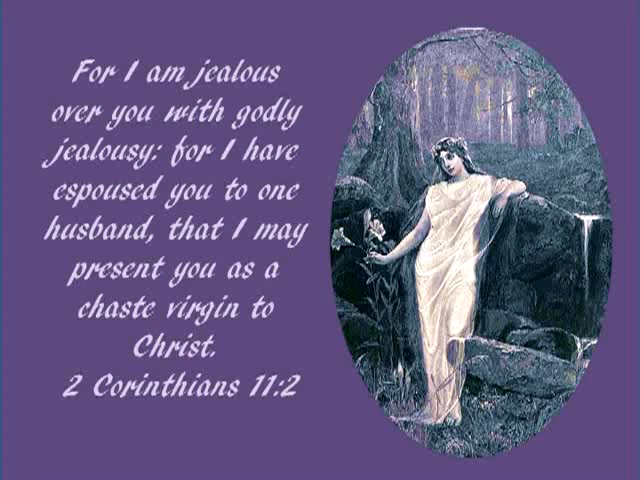 For I am jealous
over you with godly
jealousy: for I have
espoused you to one
husband, that I may
present you as a
chaste virgin to
Christ.
2 Corinthians 11:2